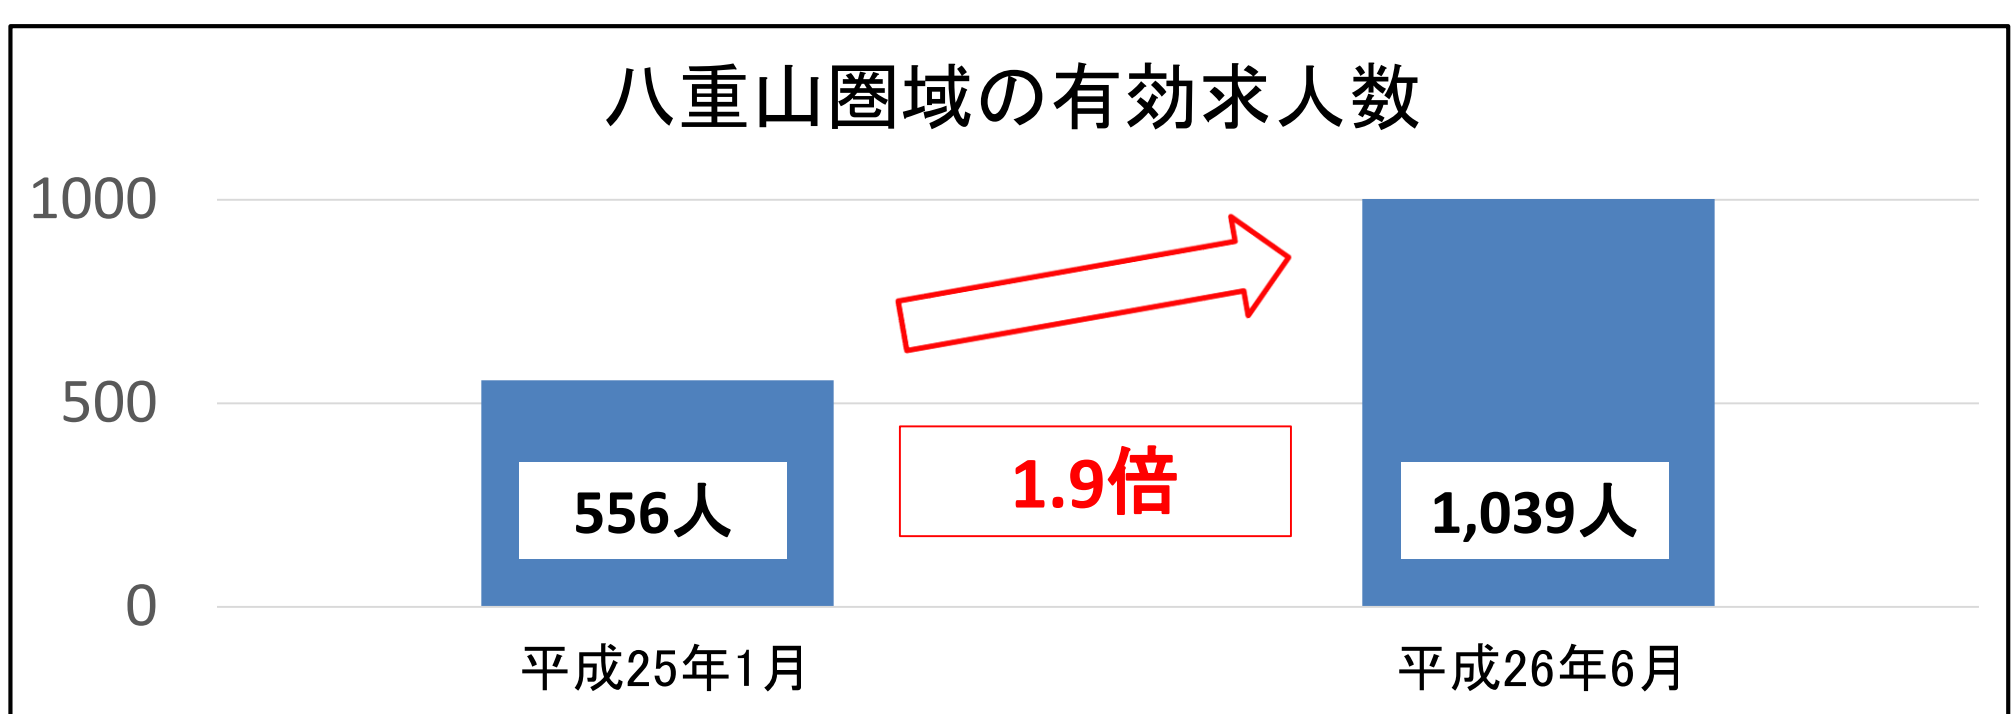 八重山圏域の有効求人数
1000
500
0
556人
1.9倍
1,039人
平成25年1月
平成26年6月